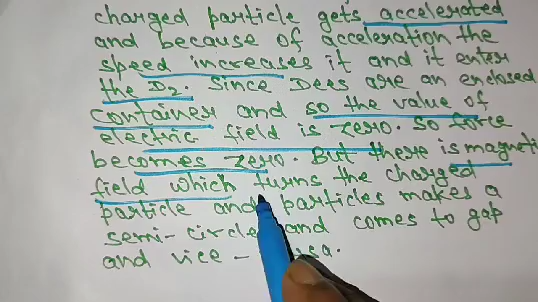 charged particle gets accelerated
and because of acceleration the
speed increases it and it enter
the D2. Since Dees are an enclosed
container and so the value of
electric field is zero. So force
becomes zero. But there is magneti
field which turns the charged
particle and particles makes a
semi-circle and comes to gap
and vice - sa.